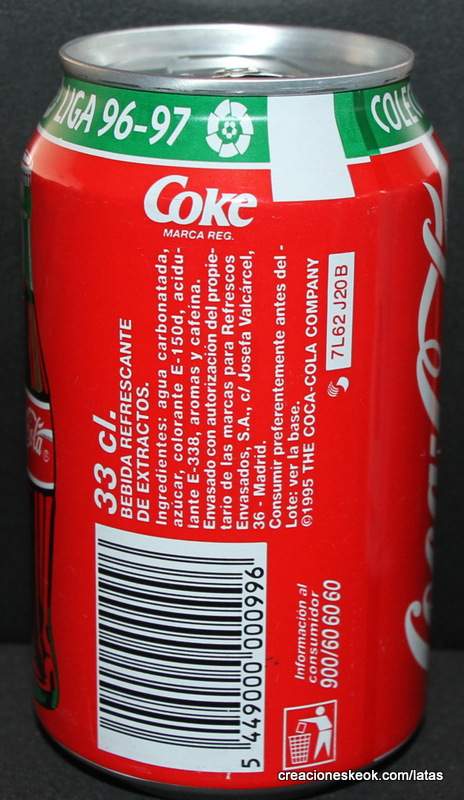 LIGA 96-97
COLE
Coke
MARCA REG.
33 cl.
BEBIDA REFRESCANTE
DE EXTRACTOS.
Ingredientes: agua carbonatada,
azúcar, colorante E-150d, acidu-
lante E-338, aromas y cafeína.
Envasado con autorización del propie-
tario de las marcas para Refrescos
Envasados, S.A., c/ Josefa Valcárcel,
36 - Madrid.
Consumir preferentemente antes del -
Lote: ver la base.
©1995 THE COCA-COLA COMPANY
7L62 J20B
5 449000 000996
Información al
consumidor
900/60 60 60
creacioneskeok.com/latas